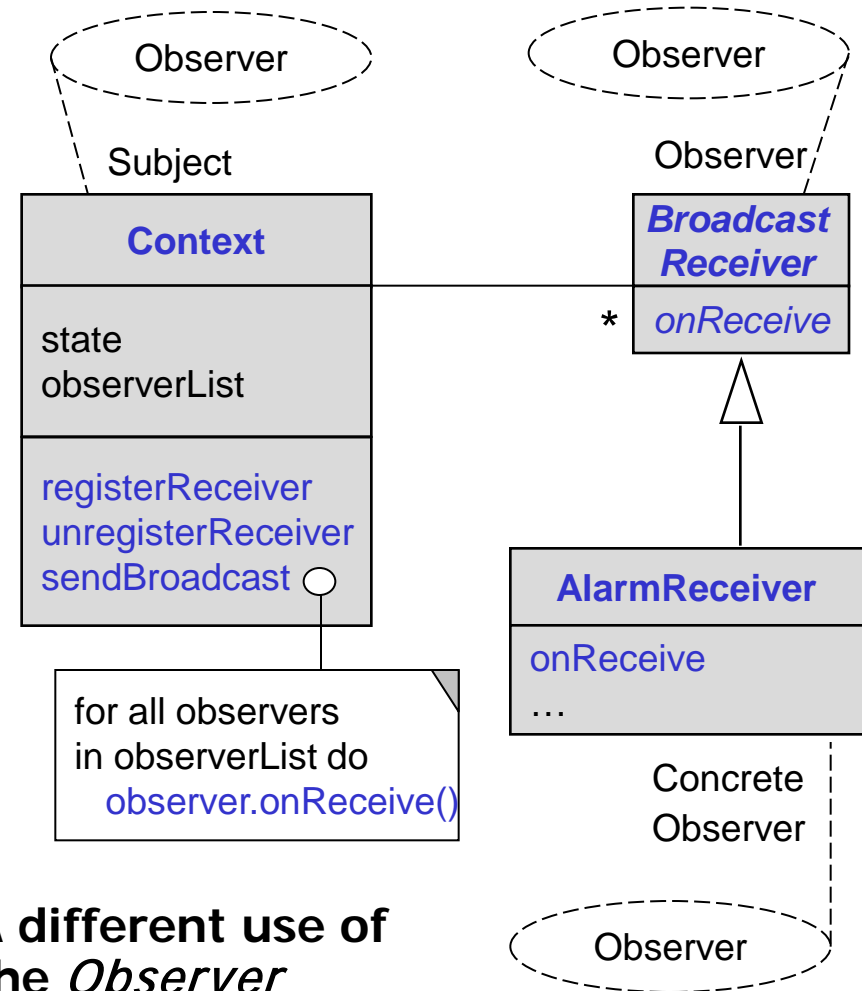 Observer
Observer
Subject
Observer
Context
Broadcast
Receiver
state
observerList
*
onReceive
registerReceiver
unregisterReceiver
sendBroadcast
AlarmReceiver
onReceive
…
for all observers
in observerList do
observer.onReceive()
Concrete
Observer
Observer
different use of
Observer